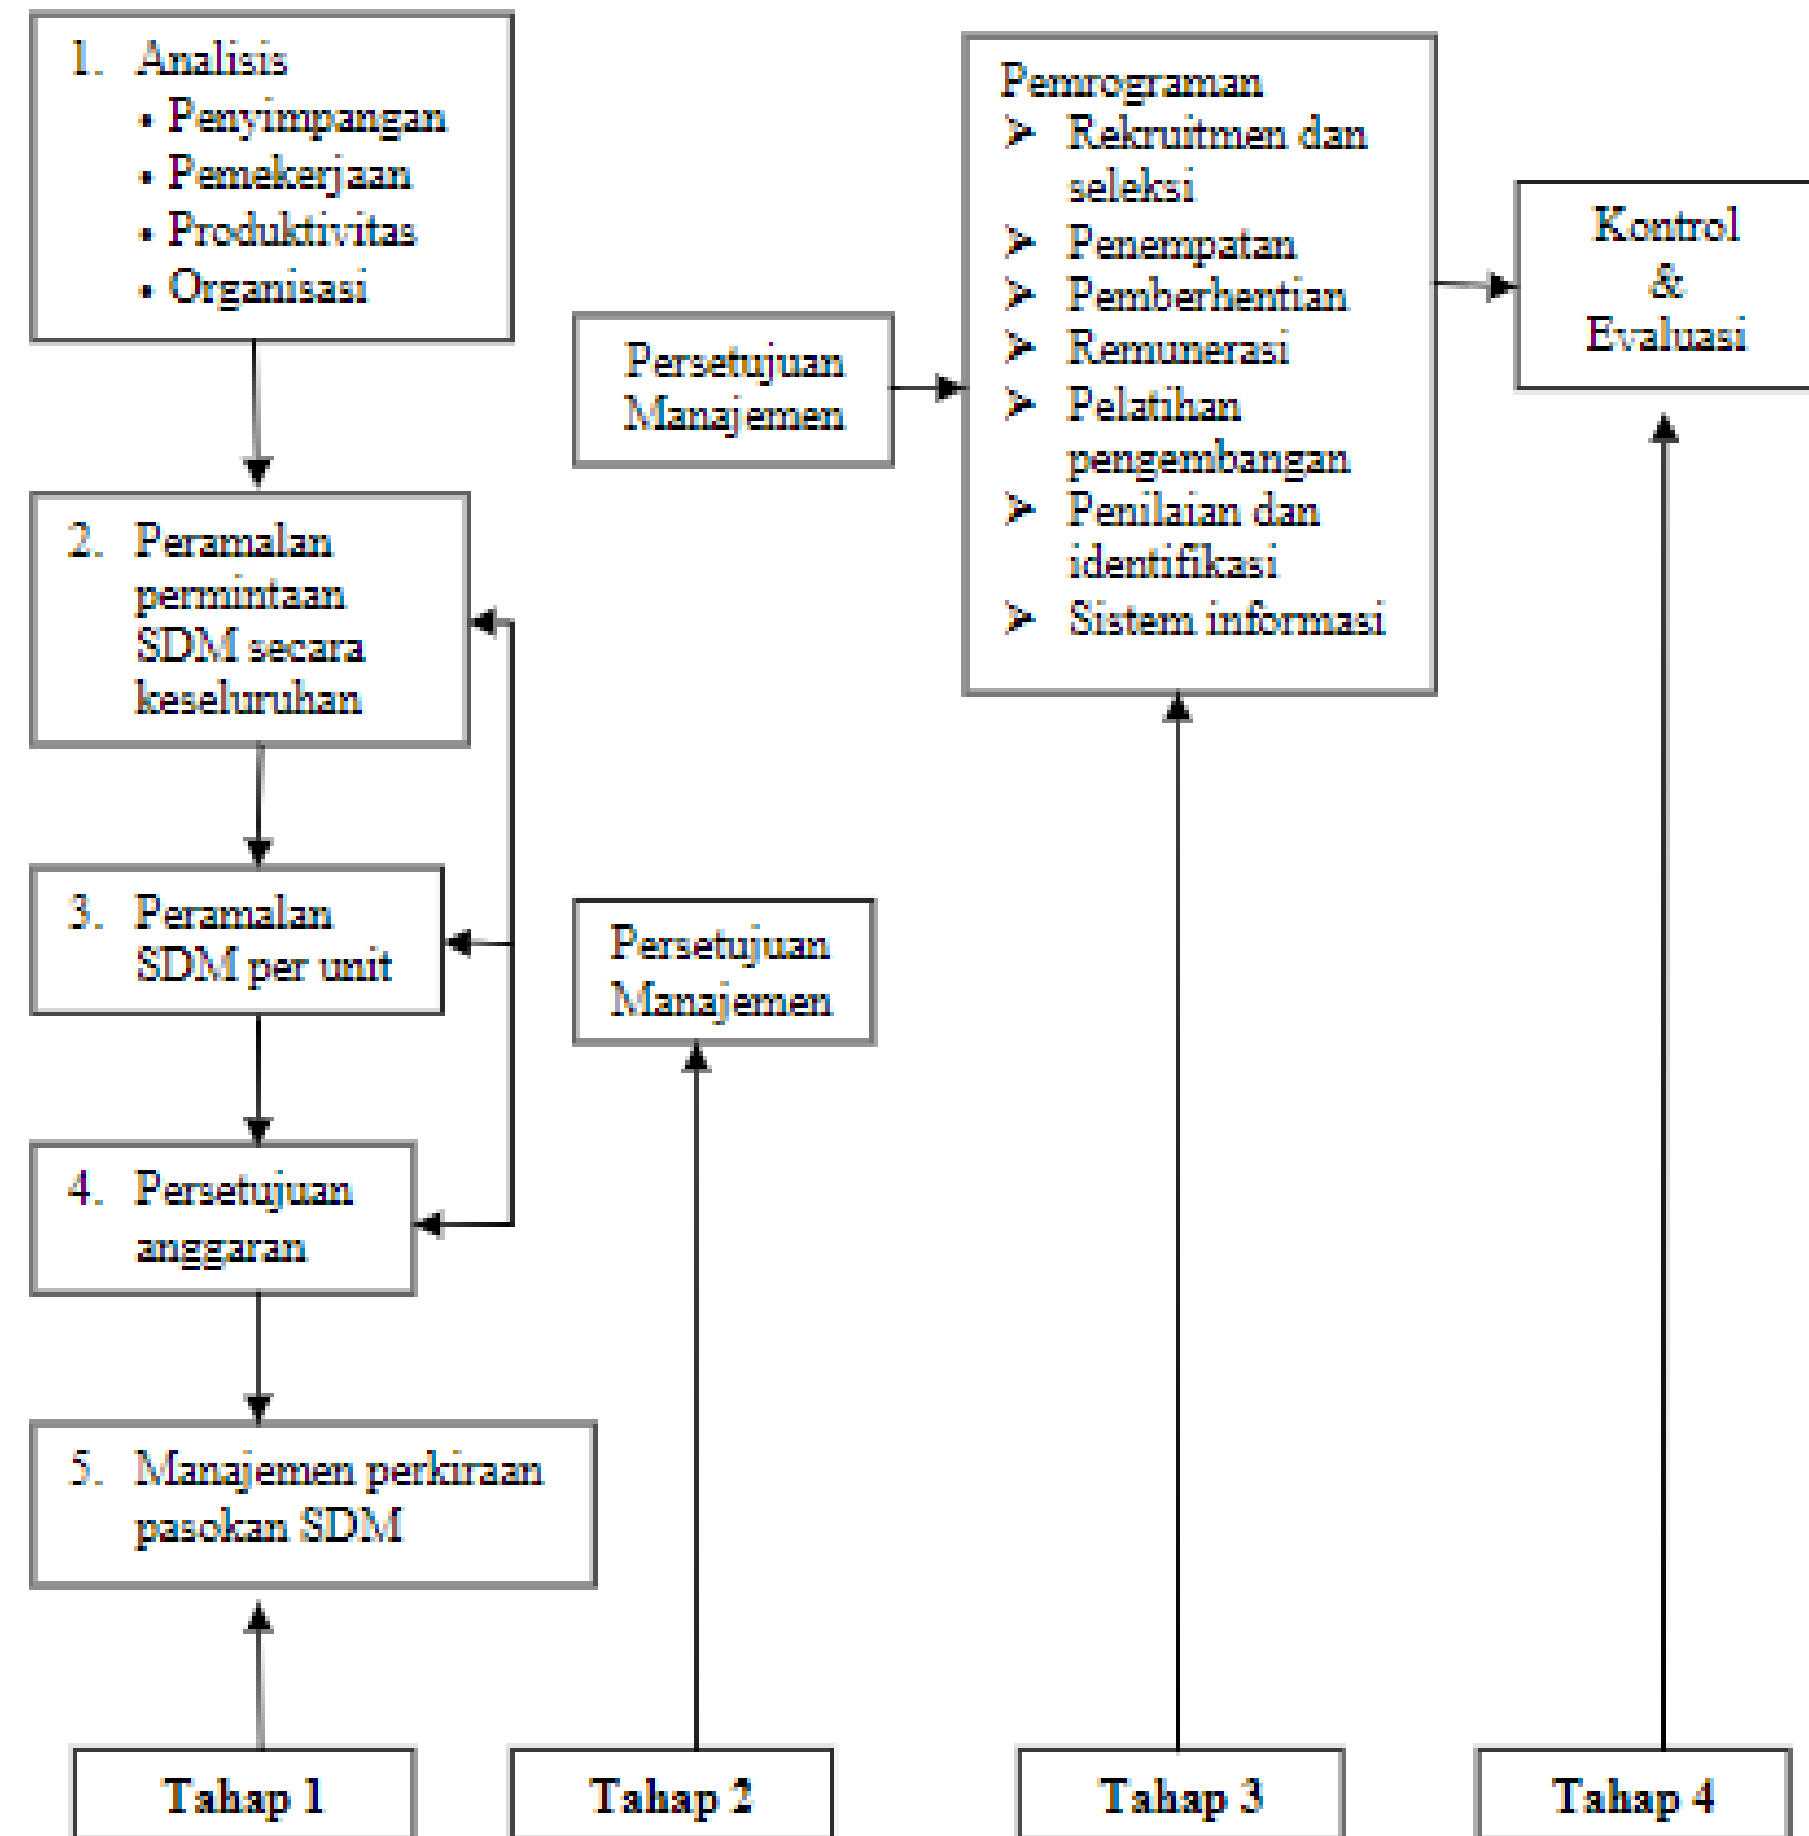 1. Analisis
• Penyimpangan
• Pemekerjaan
• Produktivitas
• Organisasi
2. Peramalan
permintaan
SDM secara
keseluruhan
3. Peramalan
SDM per unit
4. Persetujuan
anggaran
5. Manajemen perkiraan
pasokan SDM
Tahap 1
Persetujuan
Manajemen
Persetujuan
Manajemen
Tahap 2
Pemrograman
➢ Rekruitmen dan
seleksi
➢ Penempatan
➢ Pemberhentian
➢ Remunerasi
➢ Pelatihan
pengembangan
➢ Penilaian dan
identifikasi
➢ Sistem informasi
Tahap 3
Kontrol
&
Evaluasi
Tahap 4